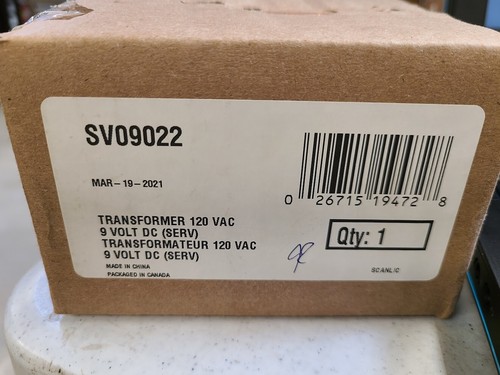 SV09022
MAR-19-2021
0 26715 19472 8
TRANSFORMER 120 VAC
9 VOLT DC (SERV)
TRANSFORMATEUR 120 VAC
9 VOLT DC (SERV)
Qty: 1
MADE IN CHINA
PACKAGED IN CANADA
SCANLIC